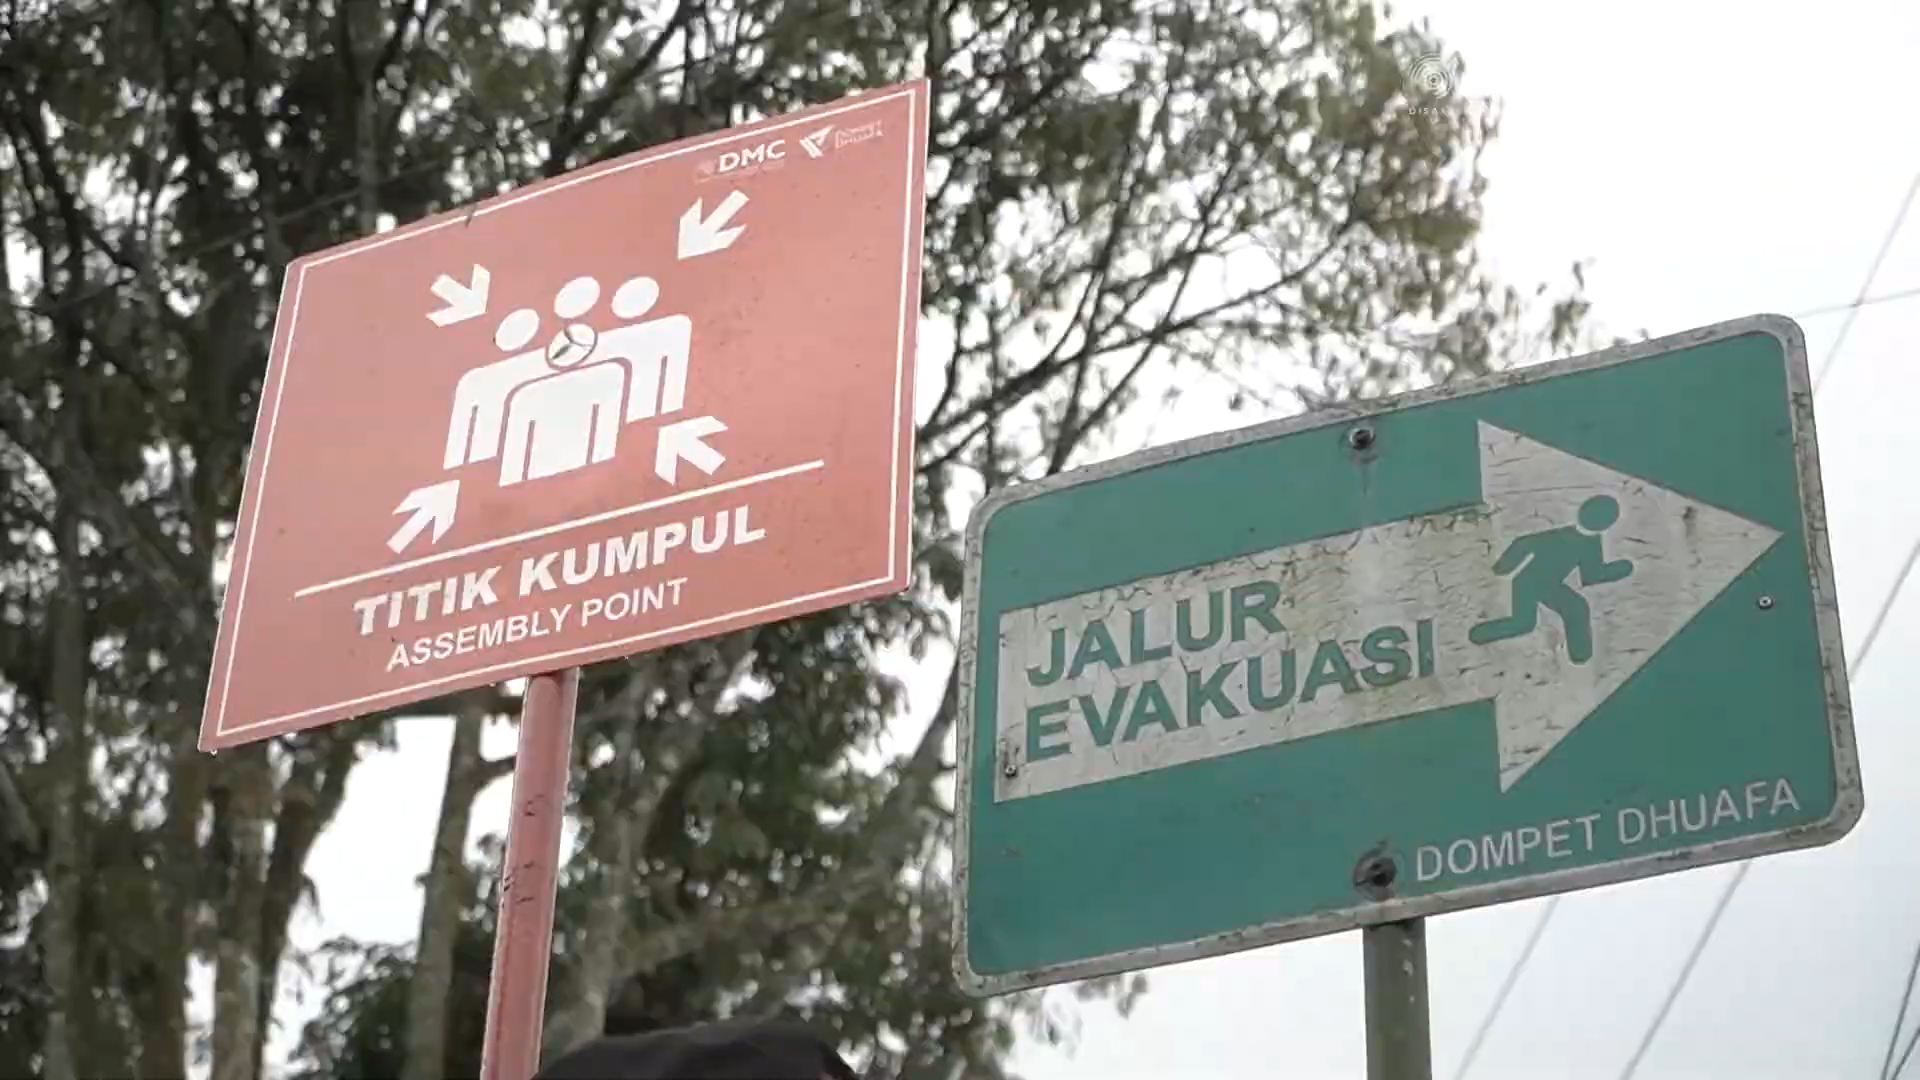 DMC
TITIK KUMPUL
ASSEMBLY POINT
JALUR
EVAKUASI
DOMPET DHUAFA